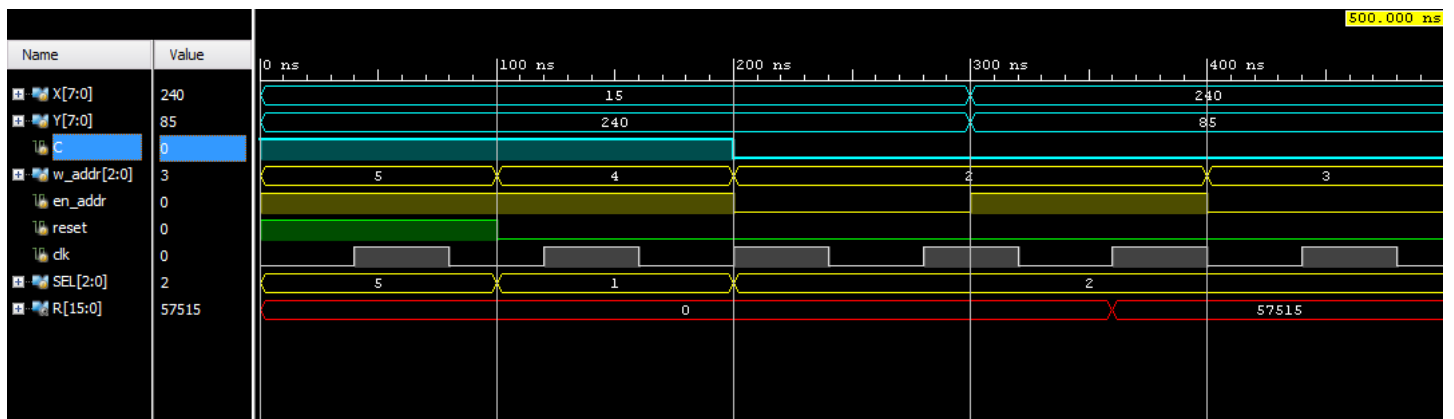 500.000 ns
Name Value
0 ns 100 ns 200 ns 300 ns 400 ns
X[7:0] 240 15 240
Y[7:0] 85 240 85
C 0
w_addr[2:0] 3 5 4 2 3
en_addr 0
reset 0
clk 0
SEL[2:0] 2 5 1 2
R[15:0] 57515 0 57515